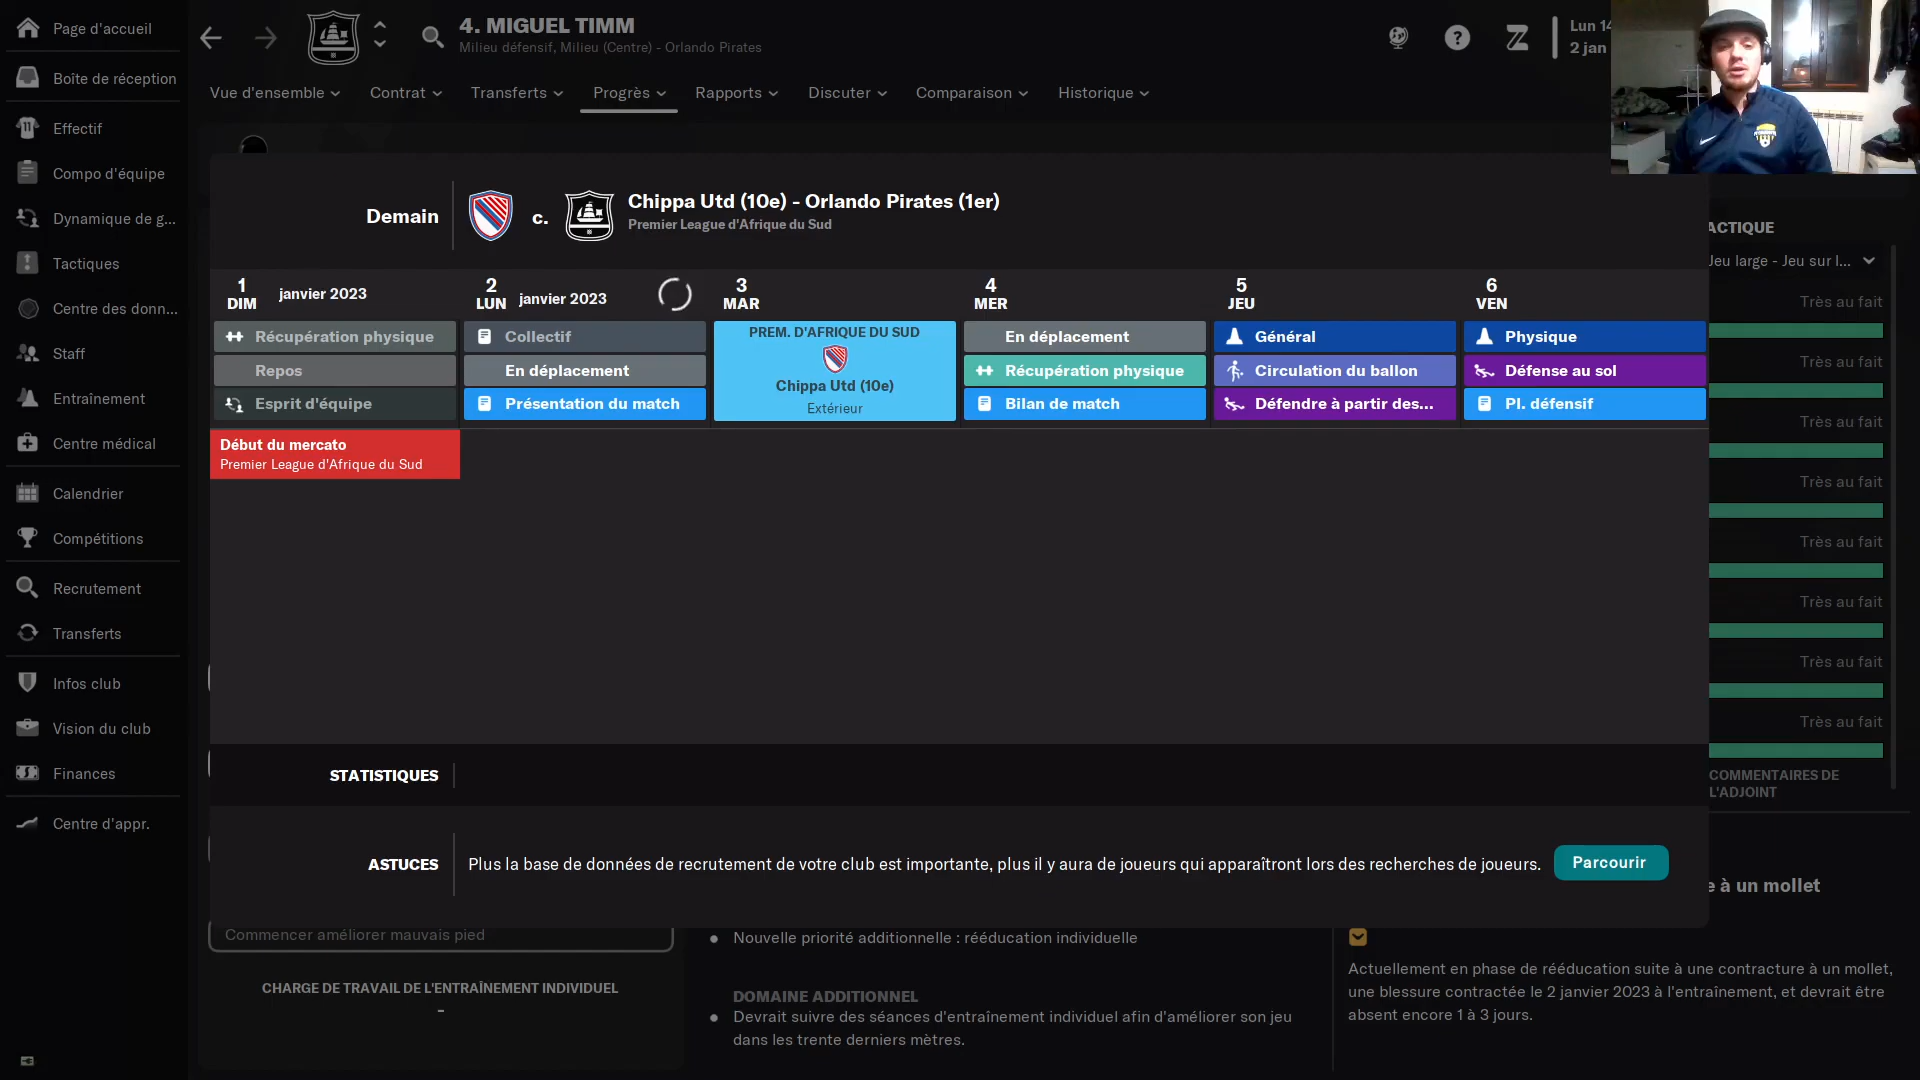 Page d'accueil
Boîte de réception
Effectif
Compo d'équipe
Dynamique de g...
Tactiques
Centre des donn...
Staff
Entraînement
Centre médical
Calendrier
Compétitions
Recrutement
Transferts
Infos club
Vision du club
Finances
Centre d'appr.
4. MIGUEL TIMM
Milieu défensif, Milieu (Centre) - Orlando Pirates
Lun 14
2 jan
Vue d'ensemble
Contrat
Transferts
Progrès
Rapports
Discuter
Comparaison
Historique
Demain
c.
Chippa Utd (10e) - Orlando Pirates (1er)
Premier League d'Afrique du Sud
1 DIM janvier 2023
2 LUN janvier 2023
3 MAR
4 MER
5 JEU
6 VEN
Récupération physique
Repos
Esprit d'équipe
Collectif
En déplacement
Présentation du match
PREM. D'AFRIQUE DU SUD
Chippa Utd (10e)
Extérieur
En déplacement
Récupération physique
Bilan de match
Général
Circulation du ballon
Défendre à partir des...
Physique
Défense au sol
Pl. défensif
Début du mercato
Premier League d'Afrique du Sud
STATISTIQUES
ASTUCES
Plus la base de données de recrutement de votre club est importante, plus il y aura de joueurs qui apparaîtront lors des recherches de joueurs.
Parcourir
ACTIQUE
Jeu large - Jeu sur l...
Très au fait
Très au fait
Très au fait
Très au fait
Très au fait
Très au fait
Très au fait
Très au fait
COMMENTAIRES DE
L'ADJOINT
Commencer améliorer mauvais pied
CHARGE DE TRAVAIL DE L'ENTRAÎNEMENT INDIVIDUEL
-
Nouvelle priorité additionnelle : rééducation individuelle
DOMAINE ADDITIONNEL
Devrait suivre des séances d'entraînement individuel afin d'améliorer son jeu
dans les trente derniers mètres.
e à un mollet
Actuellement en phase de rééducation suite à une contracture à un mollet,
une blessure contractée le 2 janvier 2023 à l'entraînement, et devrait être
absent encore 1 à 3 jours.